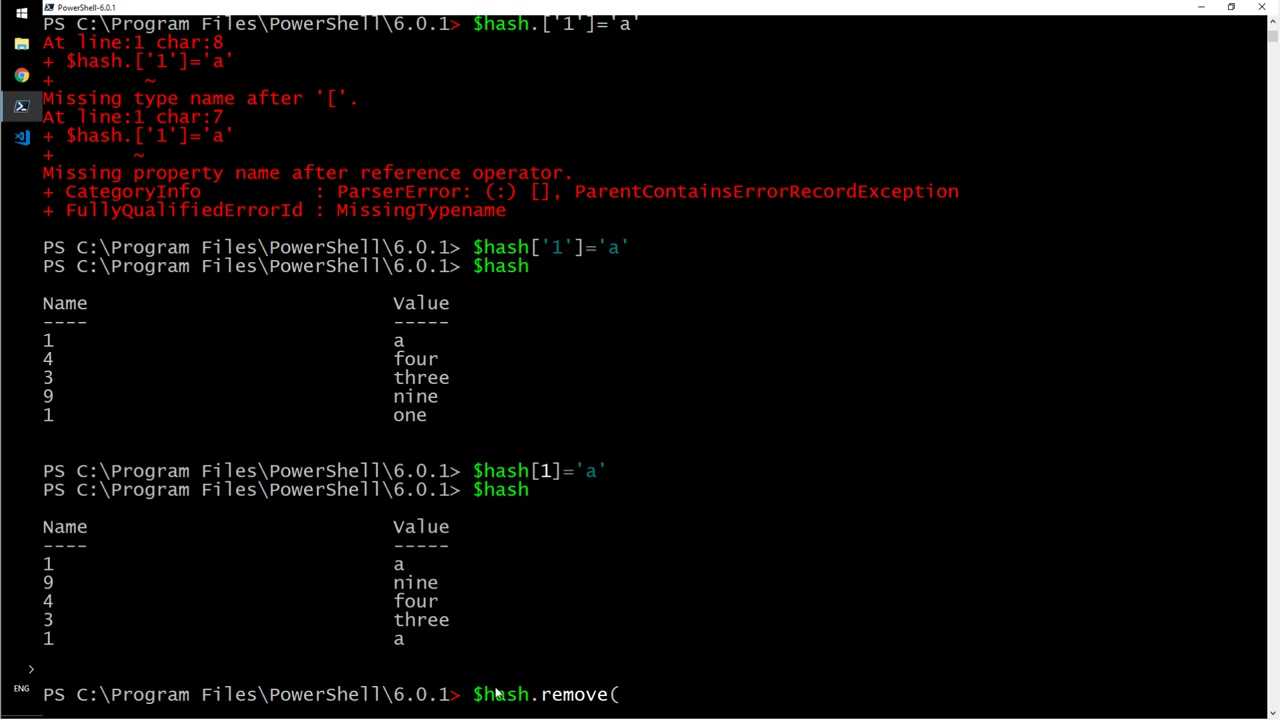 PowerShell-6.0.1
PS C:\Program Files\PowerShell\6.0.1> $hash.['1']='a'
At line:1 char:8
+ $hash.['1']='a'
+         ~
Missing type name after '['.
At line:1 char:7
+ $hash.['1']='a'
+        ~
Missing property name after reference operator.
+ CategoryInfo          : ParserError: (:) [], ParentContainsErrorRecordException
+ FullyQualifiedErrorId : MissingTypename
PS C:\Program Files\PowerShell\6.0.1> $hash['1']='a'
PS C:\Program Files\PowerShell\6.0.1> $hash
Name                           Value
----                           -----
1                              a
4                              four
3                              three
9                              nine
1                              one
PS C:\Program Files\PowerShell\6.0.1> $hash[1]='a'
PS C:\Program Files\PowerShell\6.0.1> $hash
Name                           Value
----                           -----
1                              a
9                              nine
4                              four
3                              three
1                              a
ENG
PS C:\Program Files\PowerShell\6.0.1> $hash.remove(